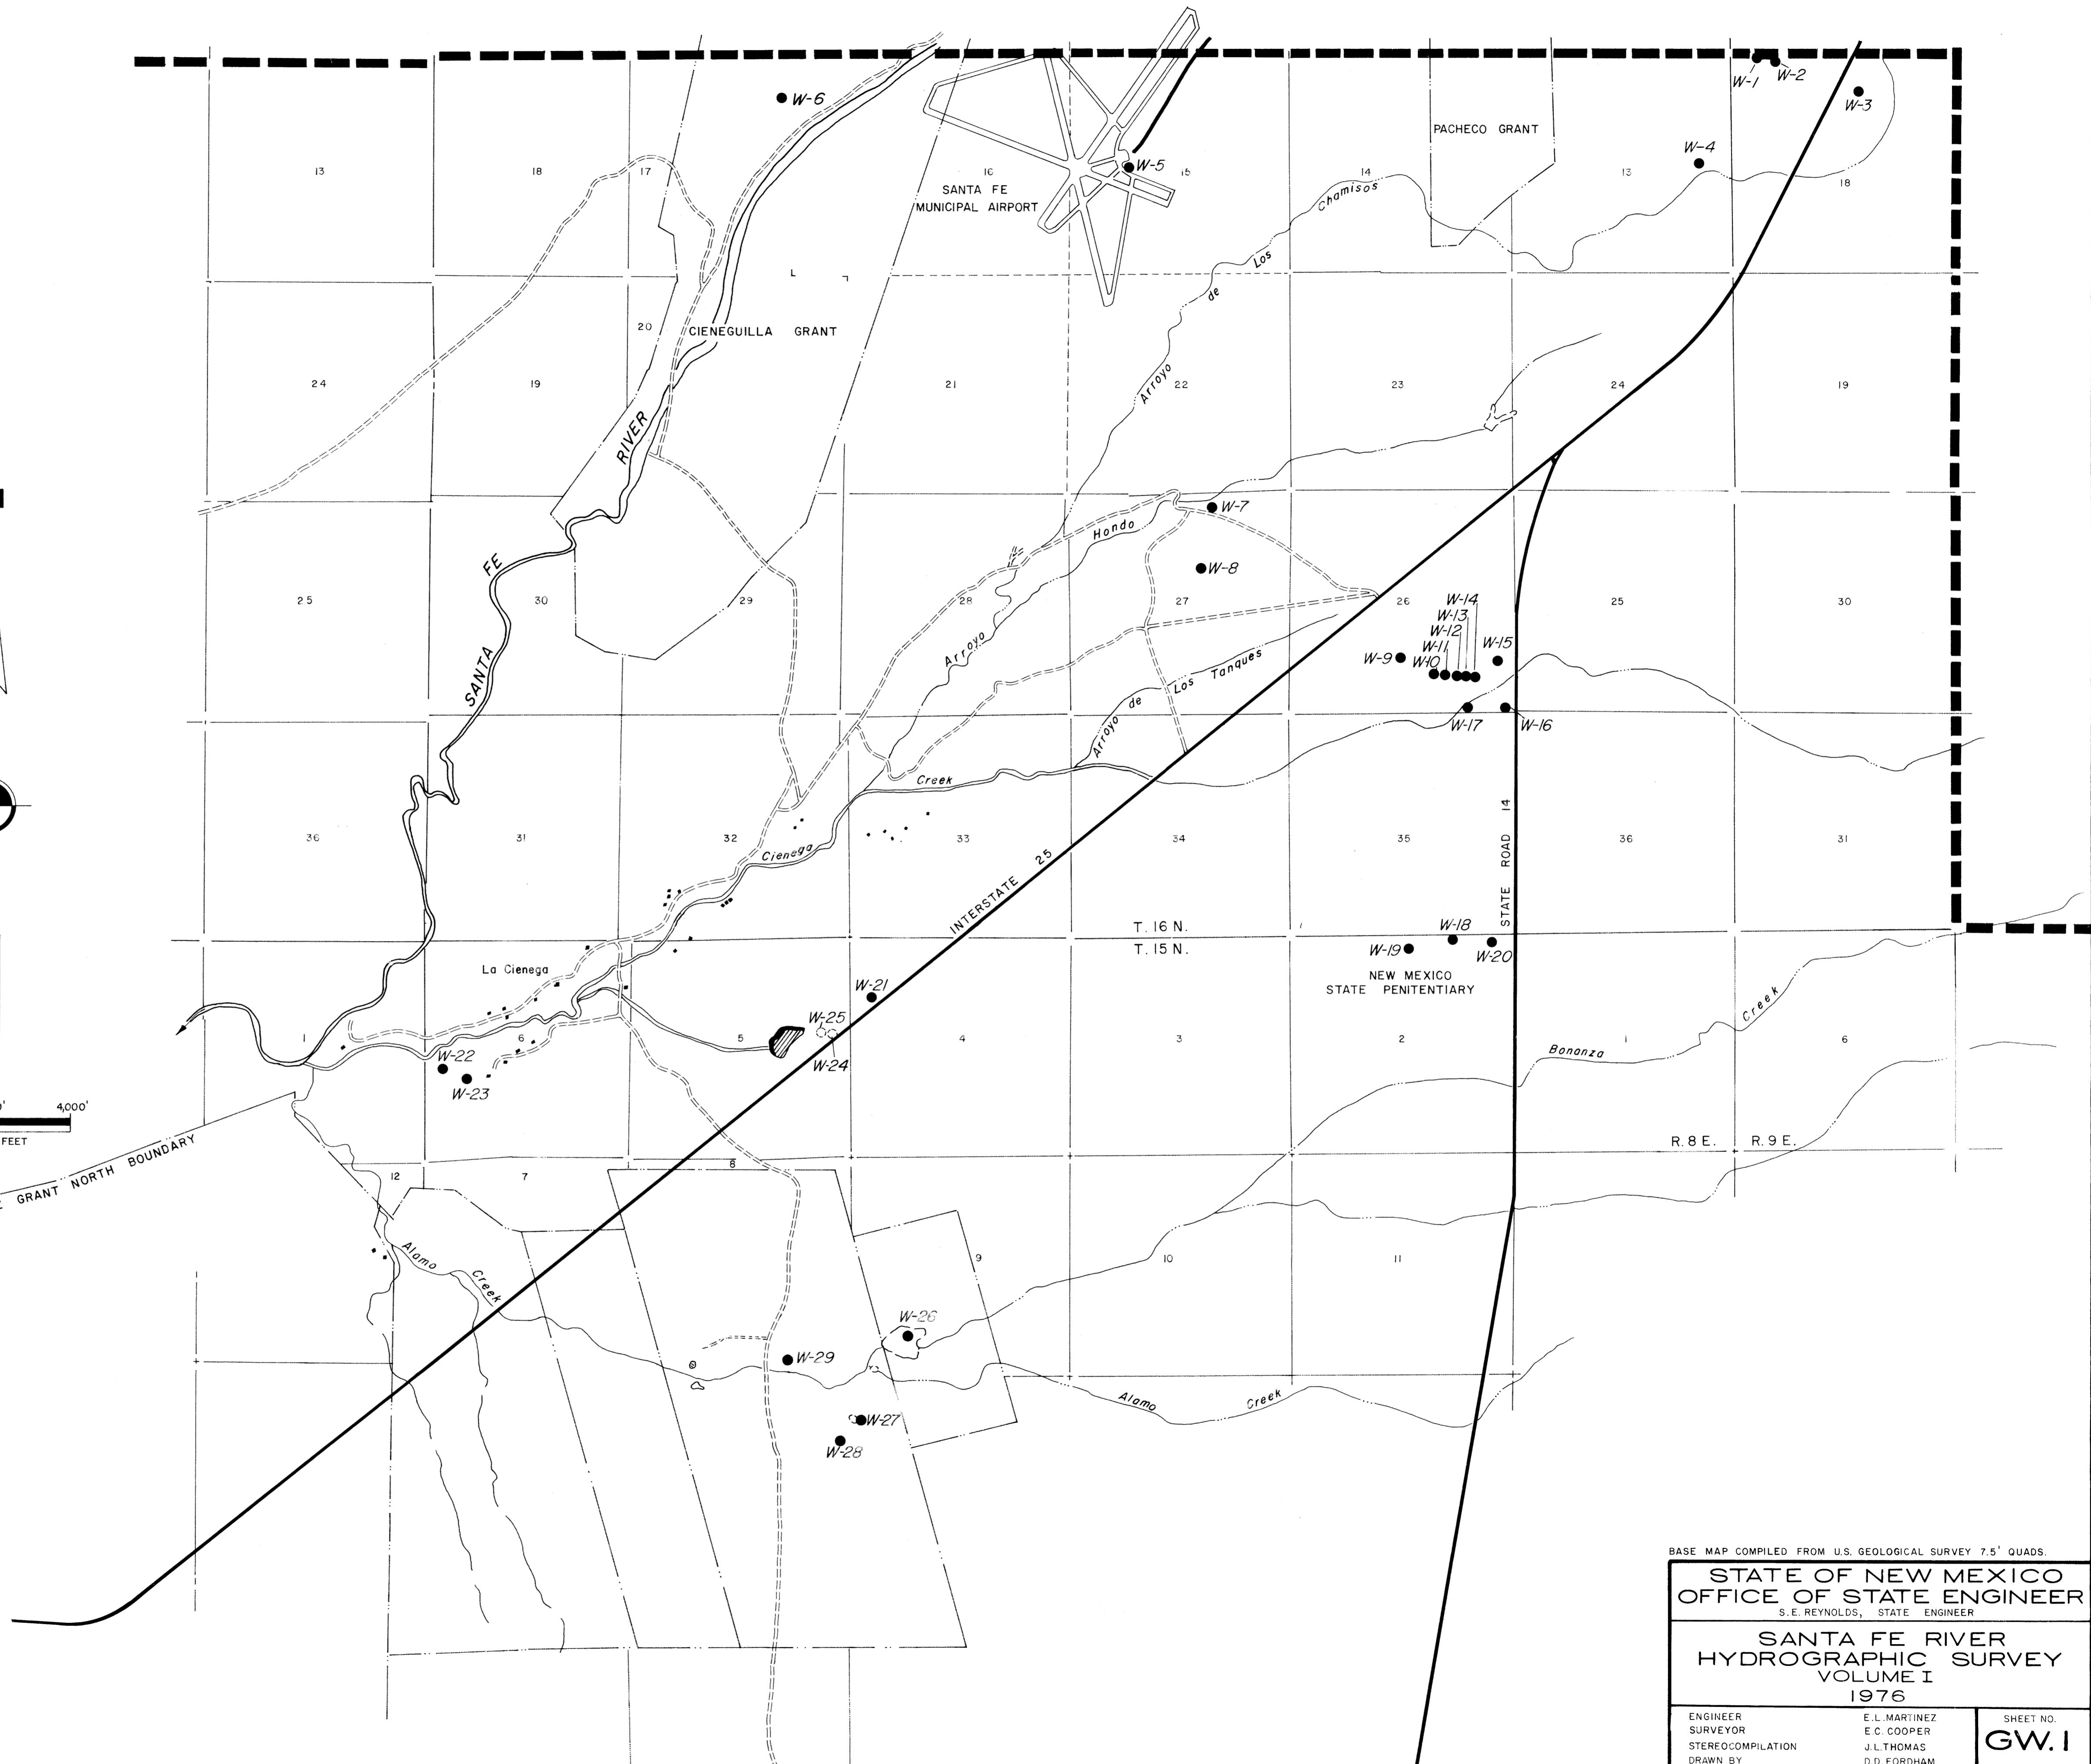 W-6
W-1
W-2
W-3
PACHECO GRANT
W-4
W-5
13
18
17
16
15
14
13
18
SANTA FE
MUNICIPAL AIRPORT
Arroyo de Los Chamisos
L
20
CIENEGUILLA GRANT
24
19
21
22
23
24
19
SANTA FE RIVER
W-7
Hondo
W-8
25
30
29
28
27
26
25
30
W-14
W-13
W-12
W-11
W-10
W-15
W-9
Arroyo
Arroyo de Los Tanques
W-17
W-16
Creek
36
31
32
33
34
35
36
31
Cienega
STATE ROAD 14
INTERSTATE 25
T. 16 N.
T. 15 N.
W-18
W-19
W-20
NEW MEXICO
STATE PENITENTIARY
La Cienega
W-21
W-25
W-24
1
6
5
4
3
2
1
6
Bonanza Creek
W-22
W-23
4,000'
FEET
GRANT NORTH BOUNDARY
R. 8 E.
R. 9 E.
12
7
8
9
10
11
Alamo Creek
W-26
W-29
Alamo Creek
W-27
W-28
BASE MAP COMPILED FROM U.S. GEOLOGICAL SURVEY 7.5' QUADS.
STATE OF NEW MEXICO
OFFICE OF STATE ENGINEER
S. E. REYNOLDS, STATE ENGINEER
SANTA FE RIVER
HYDROGRAPHIC SURVEY
VOLUME I
1976
ENGINEER E. L. MARTINEZ
SURVEYOR E. C. COOPER
STEREOCOMPILATION J. L. THOMAS
DRAWN BY D. D. FORDHAM
SHEET NO.
GW.1